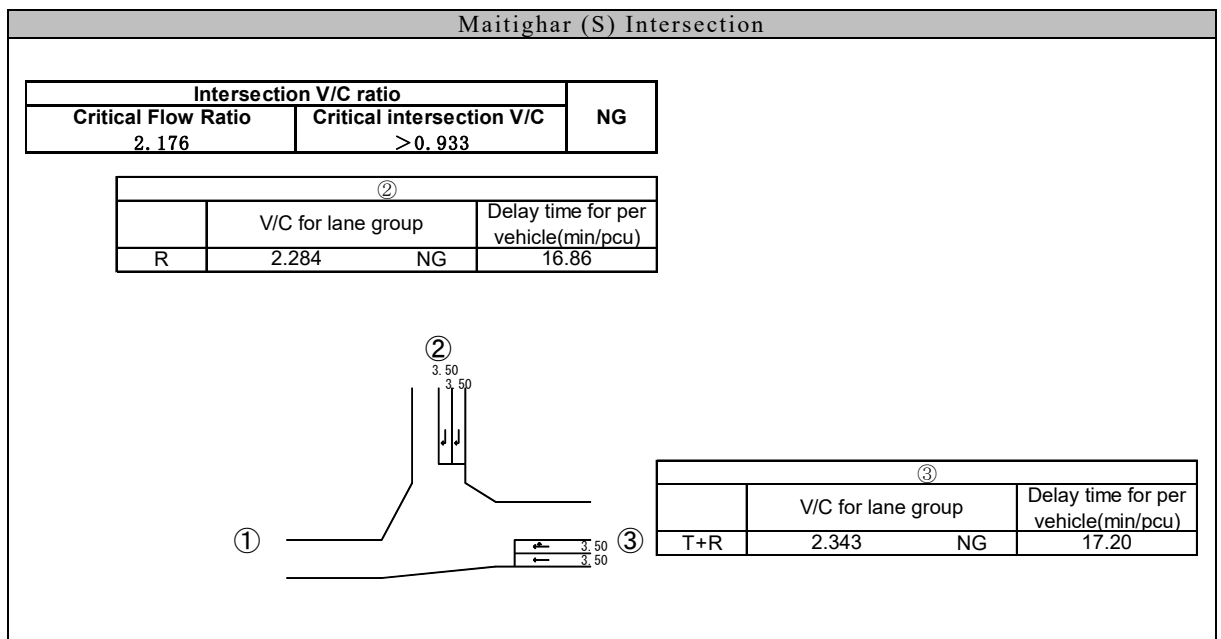 Maitighar (S) Intersection
Intersection V/C ratio
Critical Flow Ratio Critical intersection V/C NG
2.176 >0.933
②
V/C for lane group Delay time for per vehicle(min/pcu)
R 2.284 NG 16.86
②
3.50
3.50
①
3.50
3.50
③
③
V/C for lane group Delay time for per vehicle(min/pcu)
T+R 2.343 NG 17.20